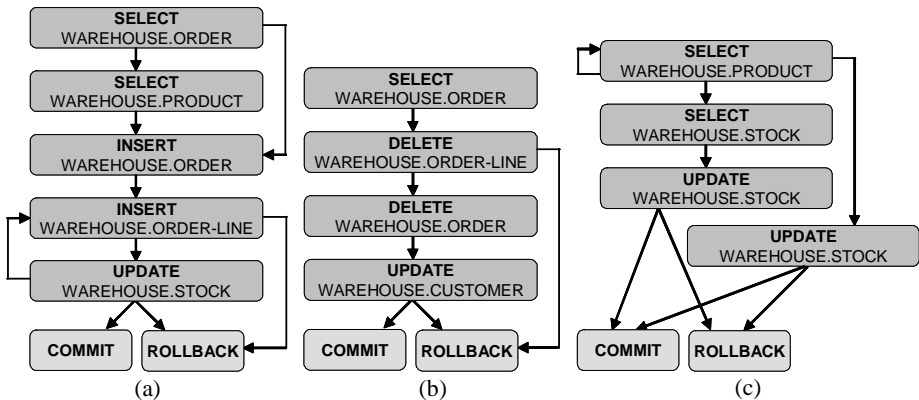 SELECT
WAREHOUSE.ORDER
SELECT
WAREHOUSE.PRODUCT
INSERT
WAREHOUSE.ORDER
INSERT
WAREHOUSE.ORDER-LINE
UPDATE
WAREHOUSE.STOCK
COMMIT
ROLLBACK
(a)
SELECT
WAREHOUSE.ORDER
DELETE
WAREHOUSE.ORDER-LINE
DELETE
WAREHOUSE.ORDER
UPDATE
WAREHOUSE.CUSTOMER
COMMIT
ROLLBACK
(b)
SELECT
WAREHOUSE.PRODUCT
SELECT
WAREHOUSE.STOCK
UPDATE
WAREHOUSE.STOCK
UPDATE
WAREHOUSE.STOCK
COMMIT
ROLLBACK
(c)